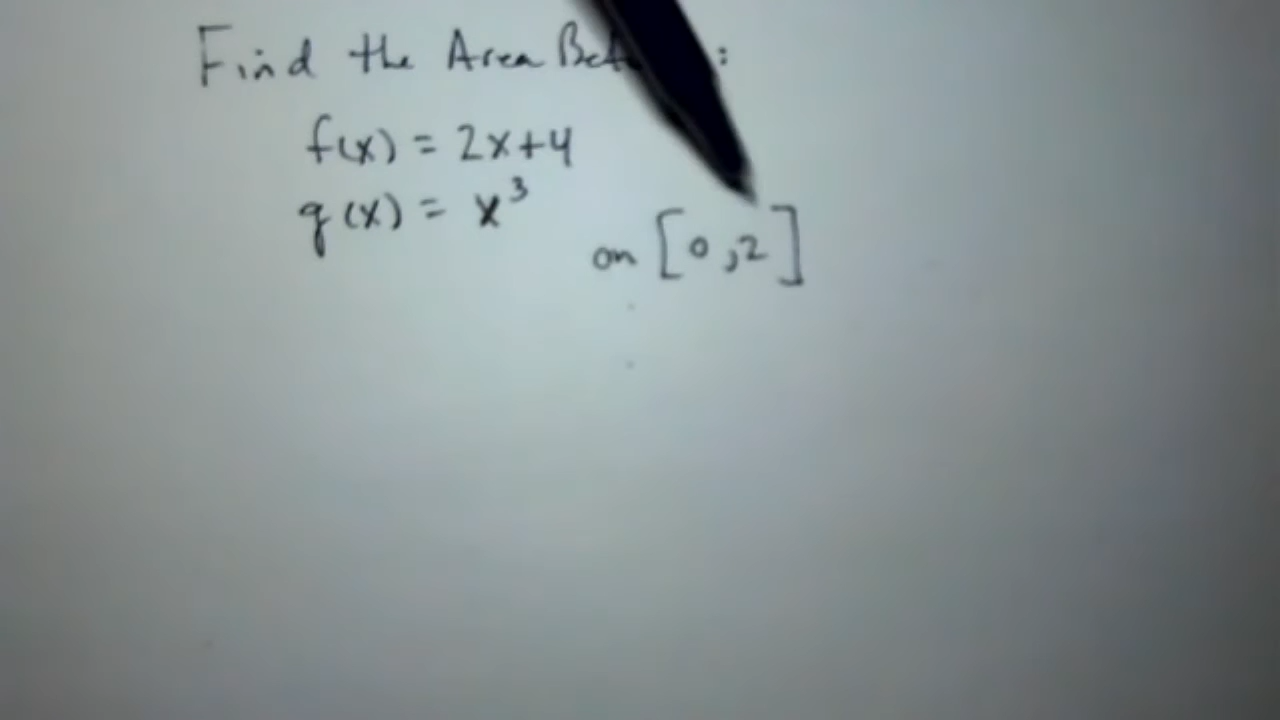 Find the Area :
f(x) = 2x+4
g(x) = x³
on [0,2]